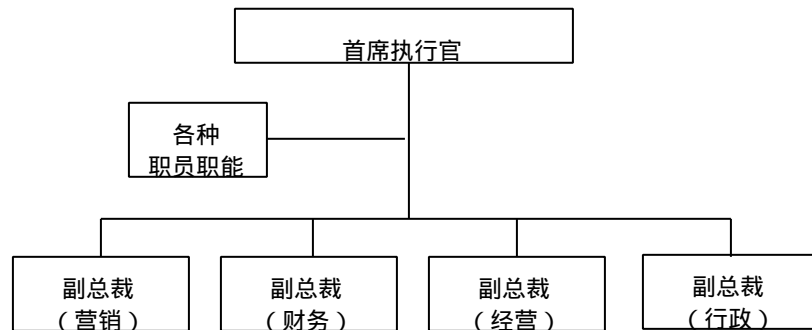 首席执行官
各种
职员职能
副总裁
（营销）
副总裁
（财务）
副总裁
（经营）
副总裁
（行政）